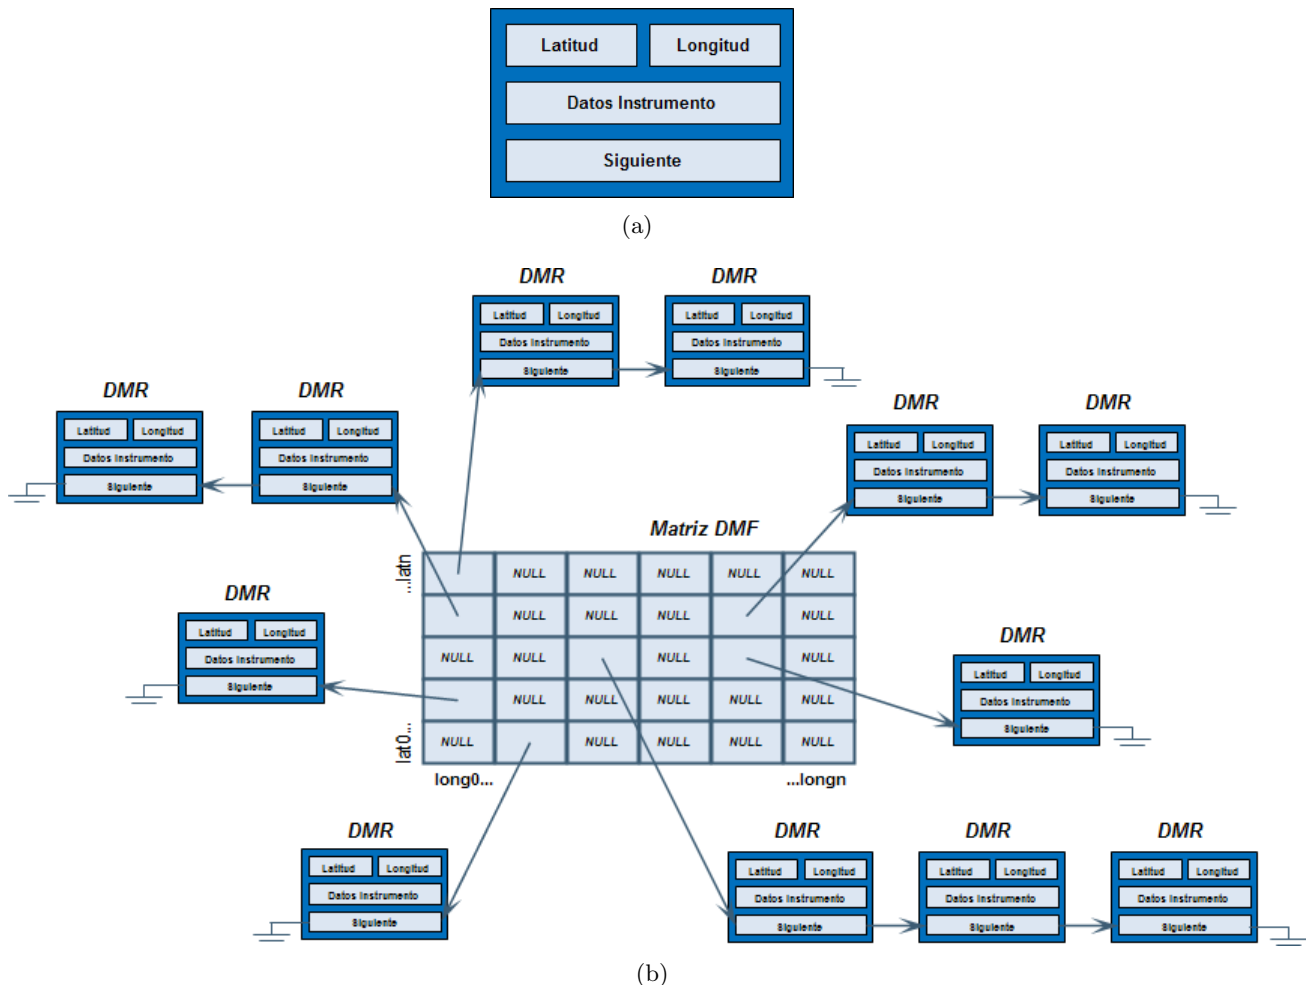 Latitud Longitud
Datos Instrumento
Siguiente
(a)
DMR DMR
Latitud Longitud Latitud Longitud
Datos Instrumento Datos Instrumento
Siguiente Siguiente
DMR DMR
Latitud Longitud Latitud Longitud
Datos Instrumento Datos Instrumento
Siguiente Siguiente
DMR DMR
Latitud Longitud Latitud Longitud
Datos Instrumento Datos Instrumento
Siguiente Siguiente
Matriz DMF
...latn
NULL NULL NULL NULL NULL
NULL NULL NULL NULL
NULL NULL NULL NULL
NULL NULL NULL NULL NULL
NULL NULL NULL NULL NULL
lat0...
long0... ...longn
DMR
Latitud Longitud
Datos Instrumento
Siguiente
DMR
Latitud Longitud
Datos Instrumento
Siguiente
DMR
Latitud Longitud
Datos Instrumento
Siguiente
DMR DMR DMR
Latitud Longitud Latitud Longitud Latitud Longitud
Datos Instrumento Datos Instrumento Datos Instrumento
Siguiente Siguiente Siguiente
(b)